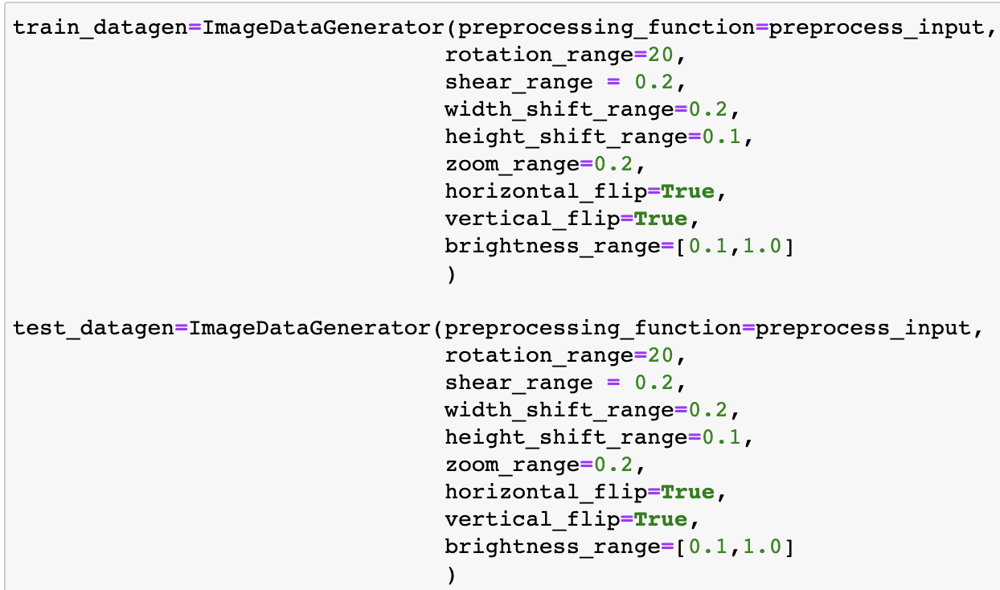 train_datagen=ImageDataGenerator(preprocessing_function=preprocess_input,
                                rotation_range=20,
                                shear_range = 0.2,
                                width_shift_range=0.2,
                                height_shift_range=0.1,
                                zoom_range=0.2,
                                horizontal_flip=True,
                                vertical_flip=True,
                                brightness_range=[0.1,1.0]
                                )

test_datagen=ImageDataGenerator(preprocessing_function=preprocess_input,
                                rotation_range=20,
                                shear_range = 0.2,
                                width_shift_range=0.2,
                                height_shift_range=0.1,
                                zoom_range=0.2,
                                horizontal_flip=True,
                                vertical_flip=True,
                                brightness_range=[0.1,1.0]
                                )